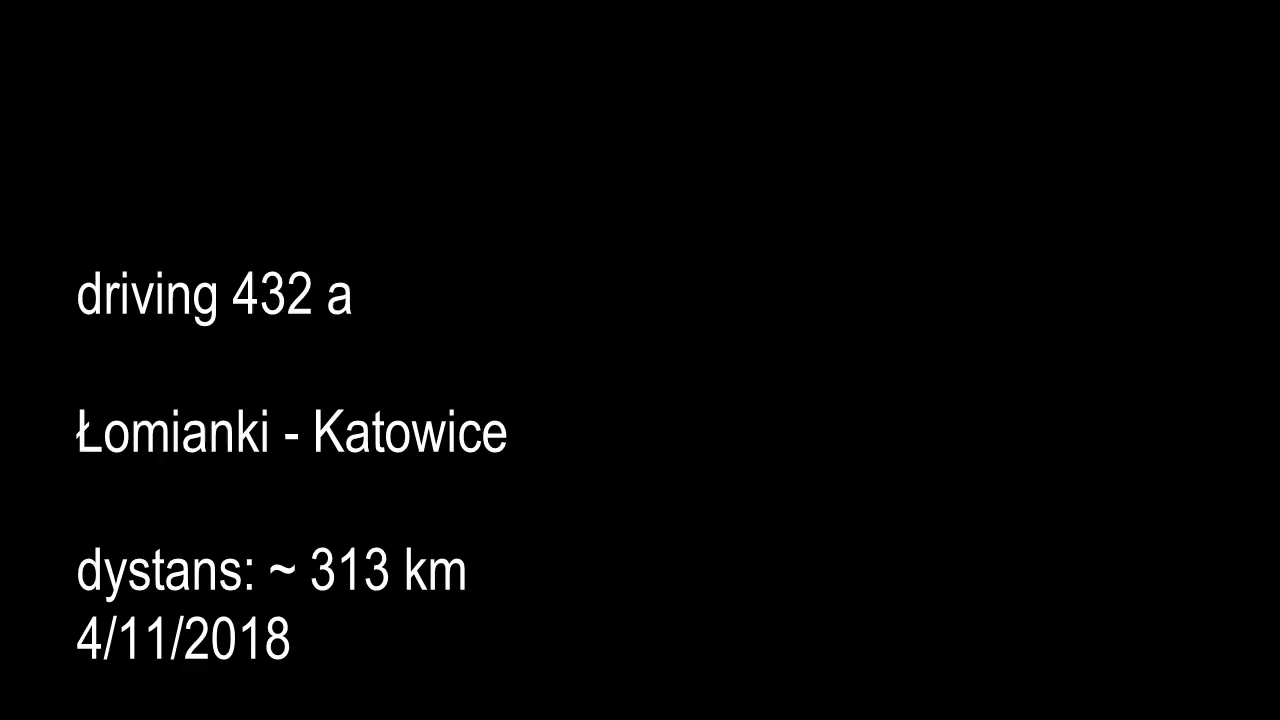 driving 432 a
Łomianki - Katowice
dystans: ~ 313 km
4/11/2018